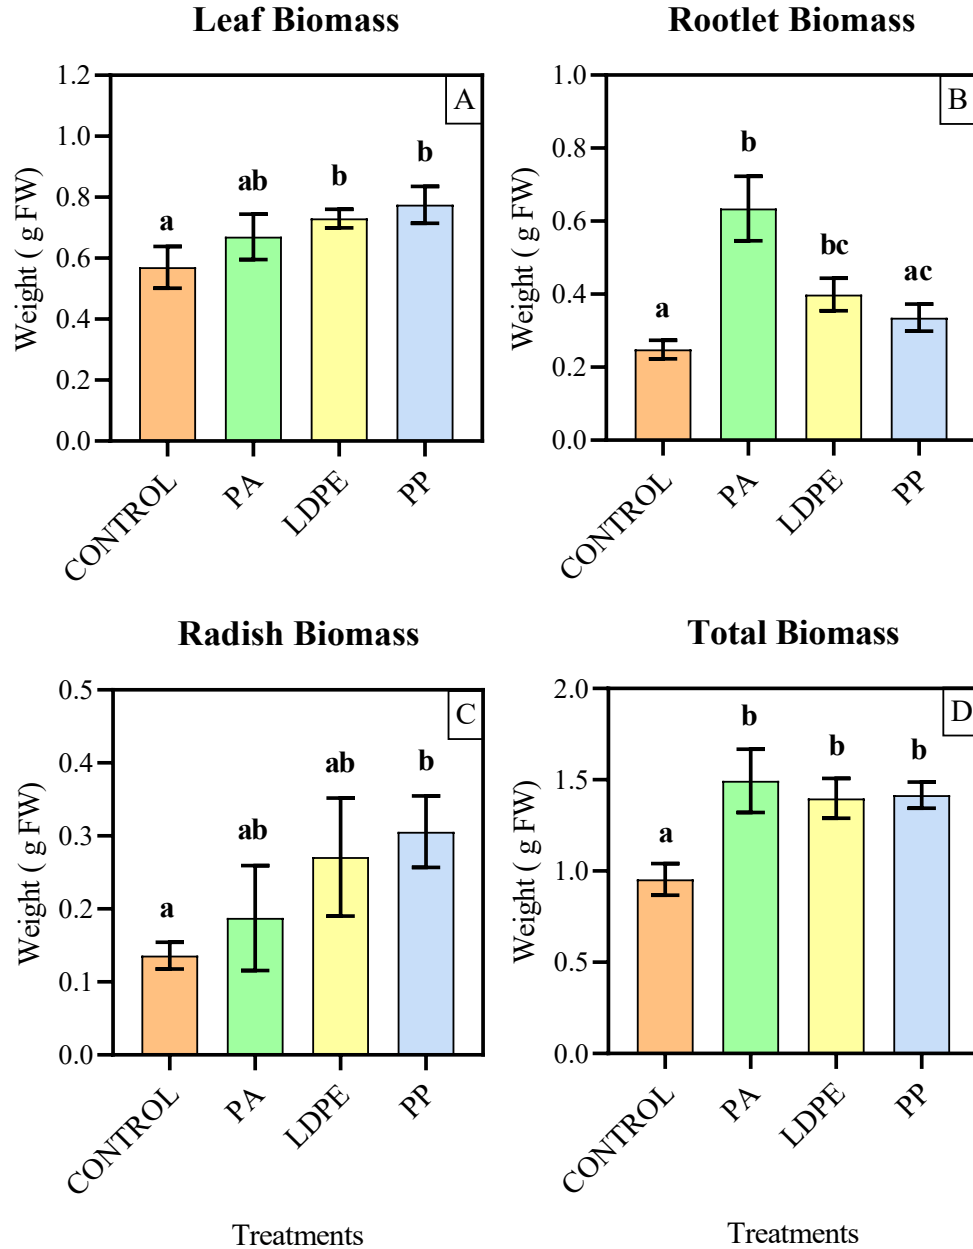 Leaf Biomass
A
Weight ( g FW)
1.2
1.0
0.8
0.6
0.4
0.2
0.0
a
ab
b
b
CONTROL
PA
LDPE
PP
Rootlet Biomass
B
Weight ( g FW)
1.0
0.8
0.6
0.4
0.2
0.0
a
b
bc
ac
CONTROL
PA
LDPE
PP
Radish Biomass
C
Weight ( g FW)
0.5
0.4
0.3
0.2
0.1
0.0
a
ab
ab
b
CONTROL
PA
LDPE
PP
Treatments
Total Biomass
D
Weight ( g FW)
2.0
1.5
1.0
0.5
0.0
a
b
b
b
CONTROL
PA
LDPE
PP
Treatments